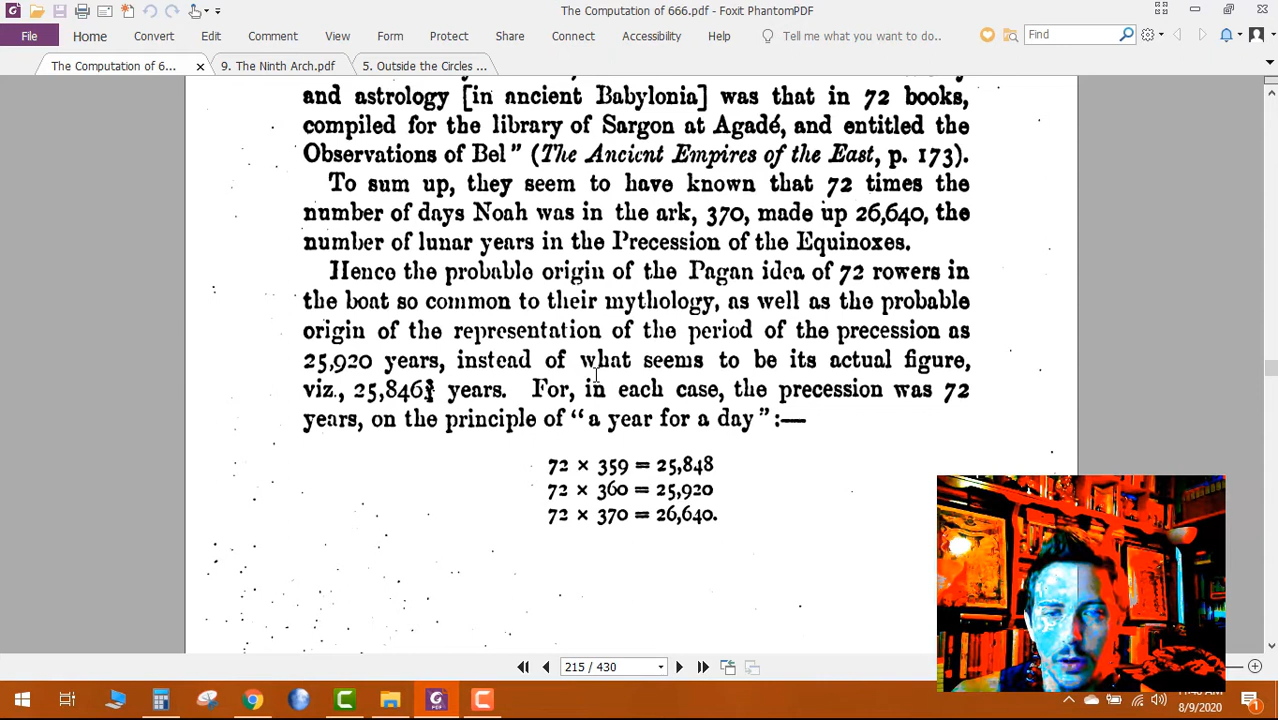 The Computation of 666.pdf - Foxit PhantomPDF
File Home Convert Edit Comment View Form Protect Share Connect Accessibility Help Tell me what you want to do.. Find
The Computation of 6... 9. The Ninth Arch.pdf 5. Outside the Circles ...
and astrology [in ancient Babylonia] was that in 72 books,
compiled for the library of Sargon at Agadé, and entitled the
Observations of Bel" (The Ancient Empires of the East, p. 173).
To sum up, they seem to have known that 72 times the
number of days Noah was in the ark, 370, made up 26,640, the
number of lunar years in the Precession of the Equinoxes.
Hence the probable origin of the Pagan idea of 72 rowers in
the boat so common to their mythology, as well as the probable
origin of the representation of the period of the precession as
25,920 years, instead of what seems to be its actual figure,
viz., 25,846 years. For, in each case, the precession was 72
years, on the principle of "a year for a day" :—
72 × 359 = 25,848
72 × 360 = 25,920
72 × 370 = 26,640.
215 / 430
8/9/2020